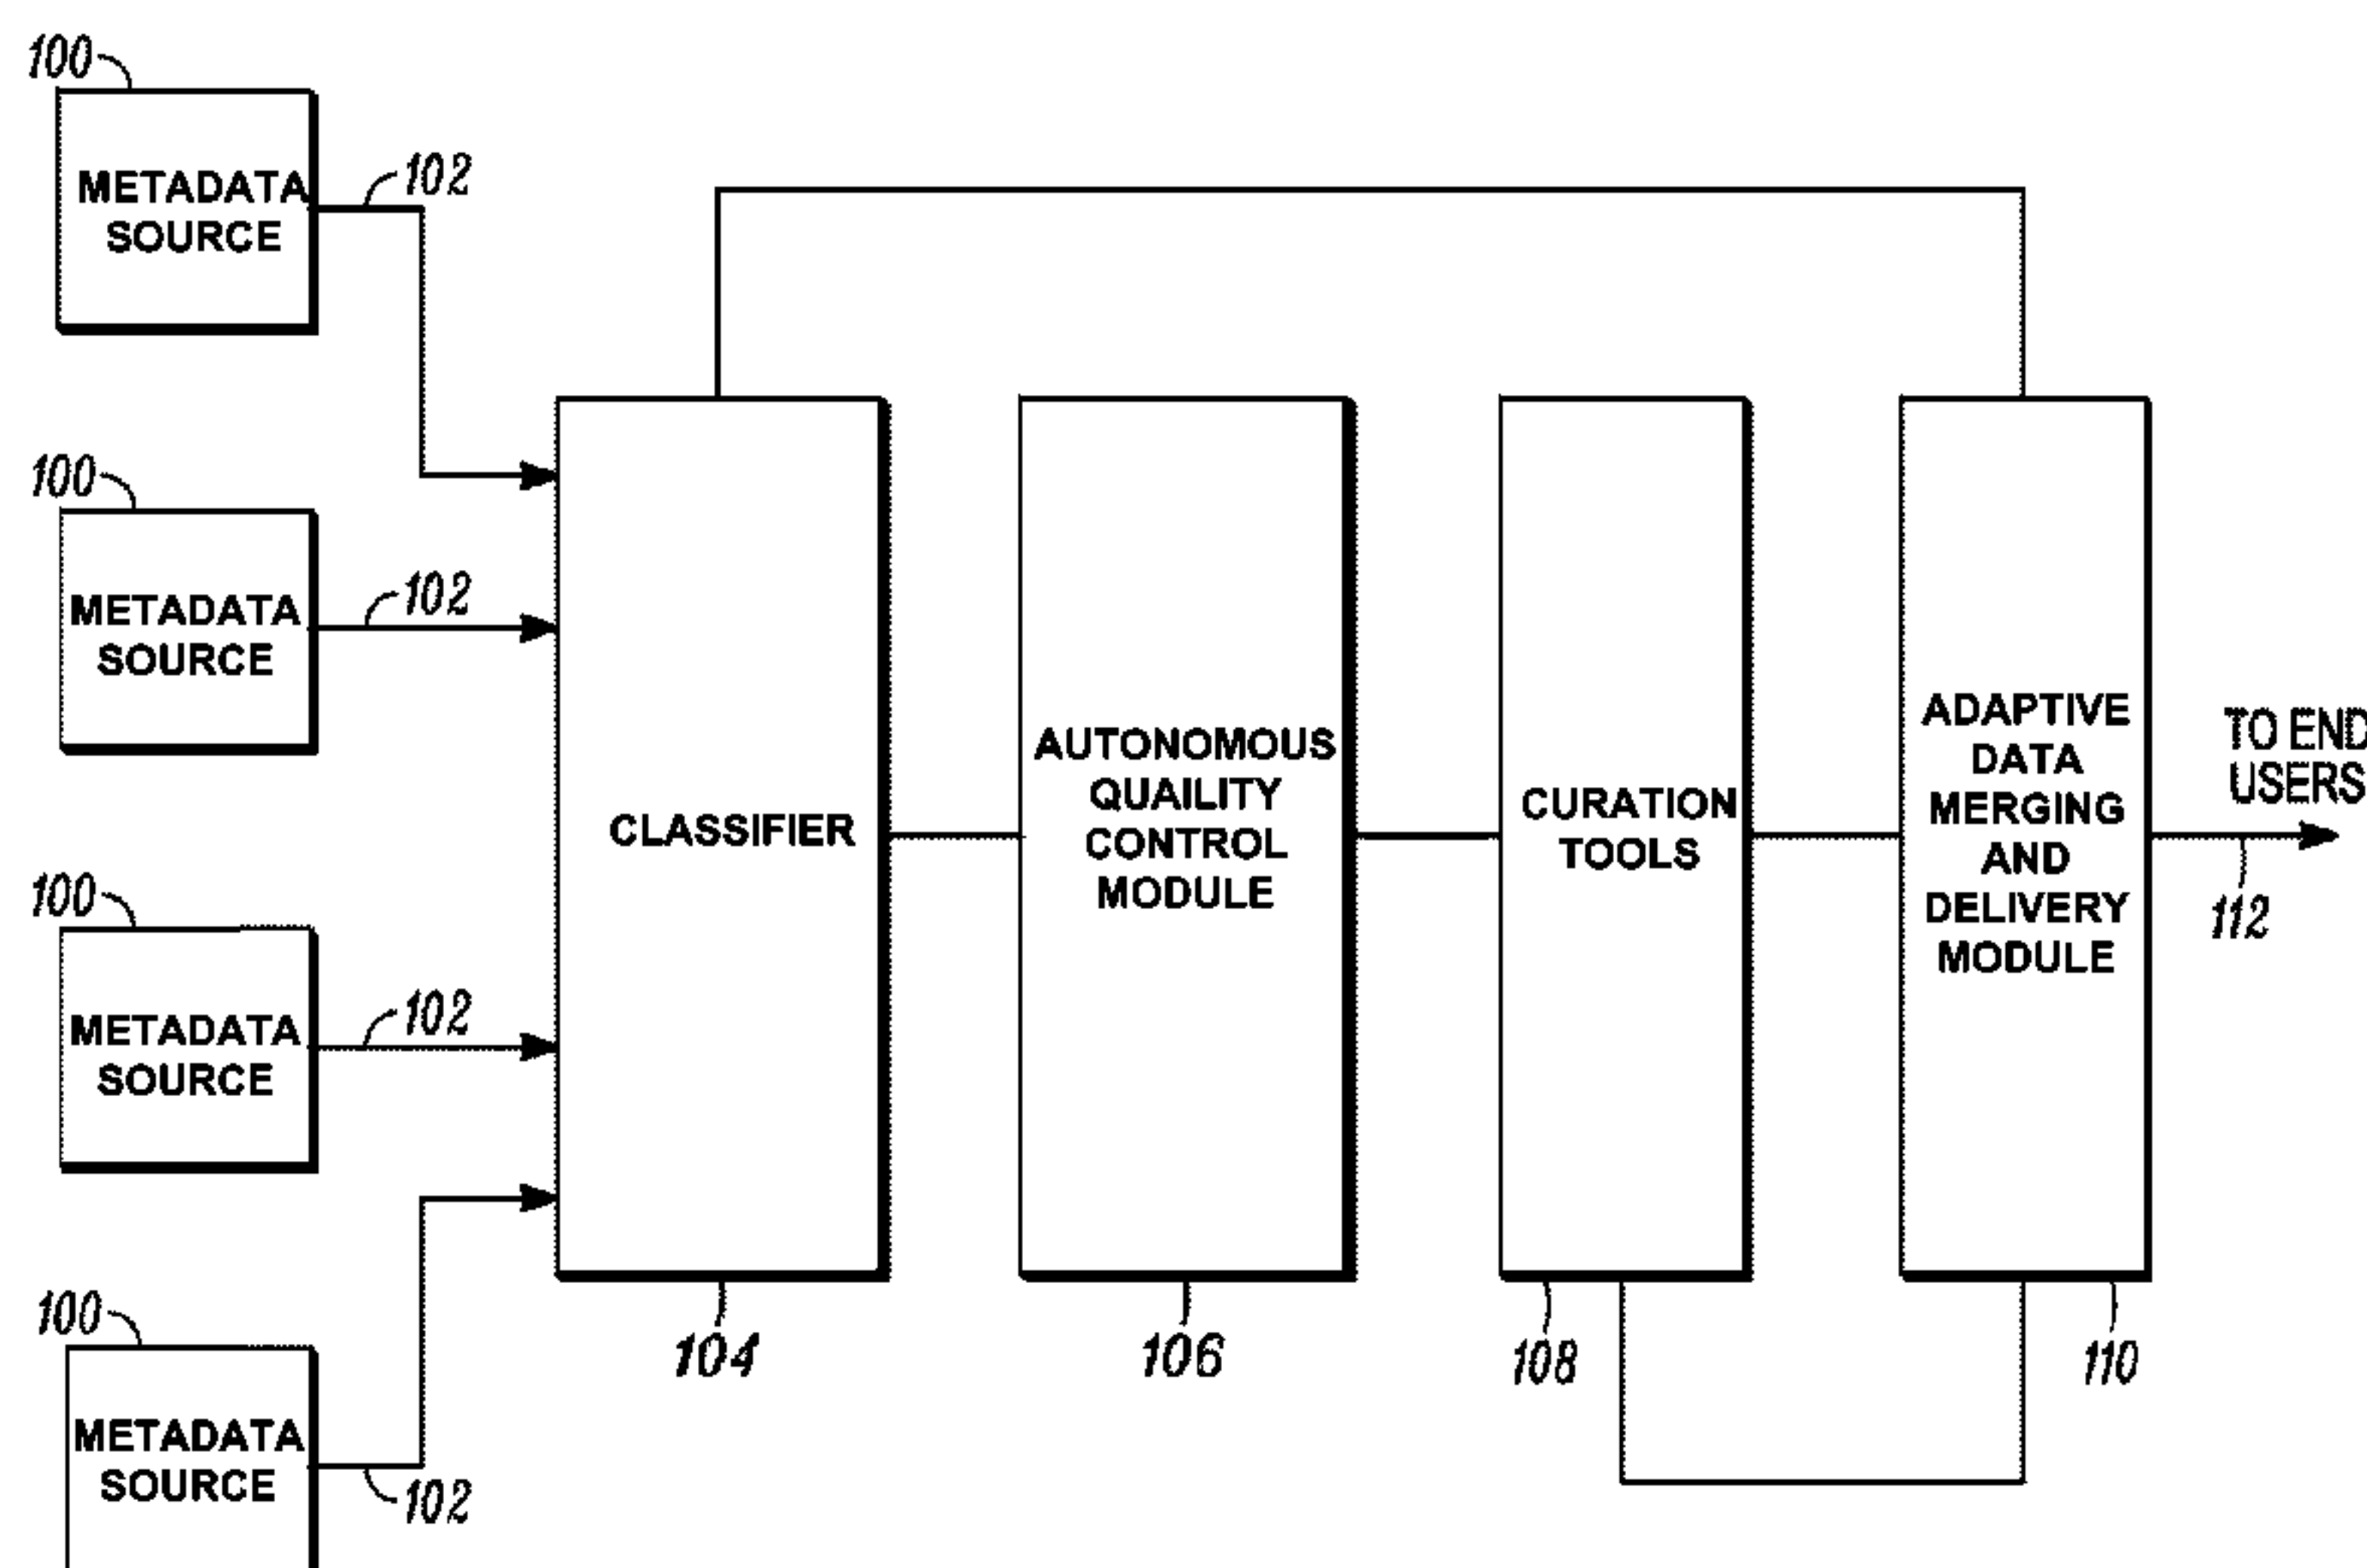 100
METADATA
SOURCE
102
100
METADATA
SOURCE
102
100
METADATA
SOURCE
102
100
METADATA
SOURCE
102
CLASSIFIER
104
AUTONOMOUS
QUAILITY
CONTROL
MODULE
106
CURATION
TOOLS
108
ADAPTIVE
DATA
MERGING
AND
DELIVERY
MODULE
110
TO END
USERS
112